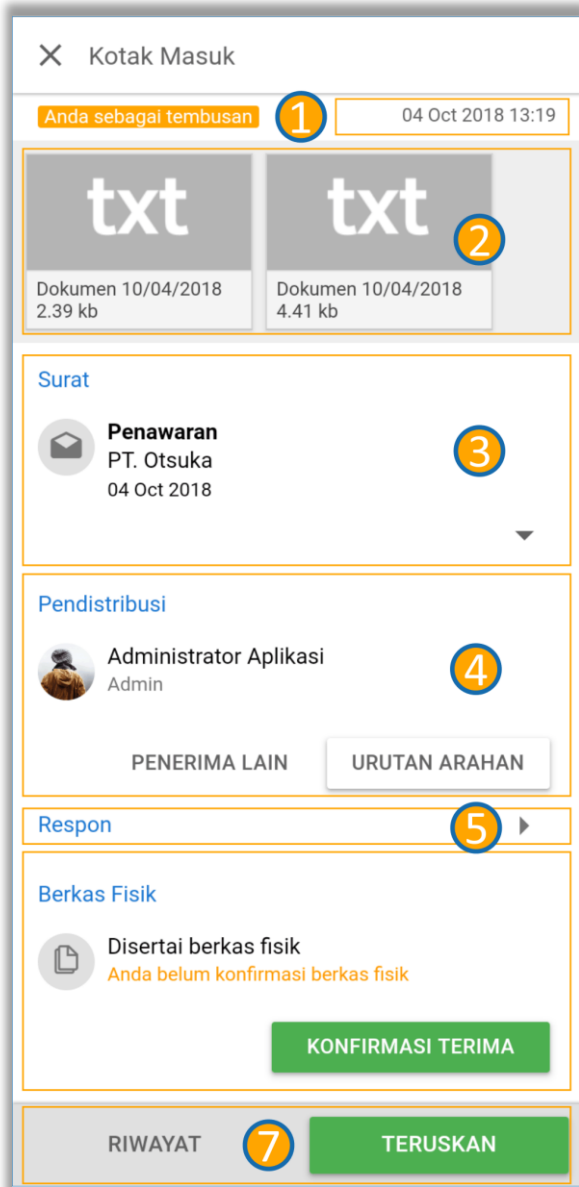 Kotak Masuk
Anda sebagai tembusan 1 04 Oct 2018 13:19
txt txt 2
Dokumen 10/04/2018 Dokumen 10/04/2018
2.39 kb 4.41 kb
Surat
Penawaran
PT. Otsuka 3
04 Oct 2018
Pendistribusi
Administrator Aplikasi 4
Admin
PENERIMA LAIN URUTAN ARAHAN
Respon 5
Berkas Fisik
Disertai berkas fisik
Anda belum konfirmasi berkas fisik
KONFIRMASI TERIMA
RIWAYAT 7 TERUSKAN